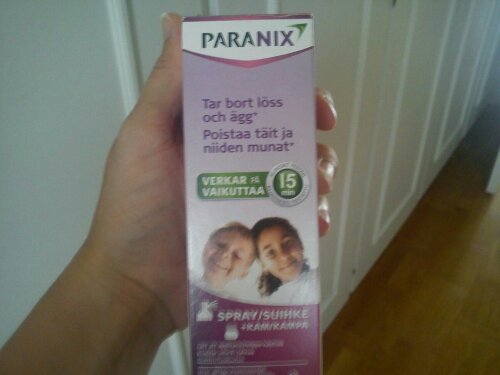 PARANIX
Tar bort löss
och ägg*
Poistaa täit ja
niiden munat*
VERKAR PÅ
VAIKUTTAA
15
min
SPRAY/SUIHKE
+KAM/KAMPA